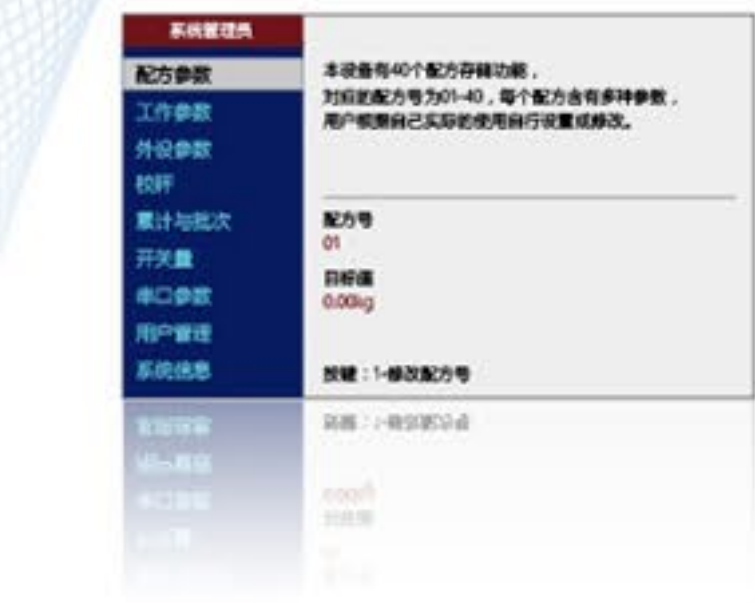 系统管理员
配方参数
工作参数
外设参数
校秤
累计与批次
开关量
串口参数
用户管理
系统信息
本设备有40个配方存储功能，
对应的配方号为01-40，每个配方含有多种参数，
用户根据自己实际的使用自行设置或修改。
配方号
01
目标值
0.00kg
按键：1-修改配方号